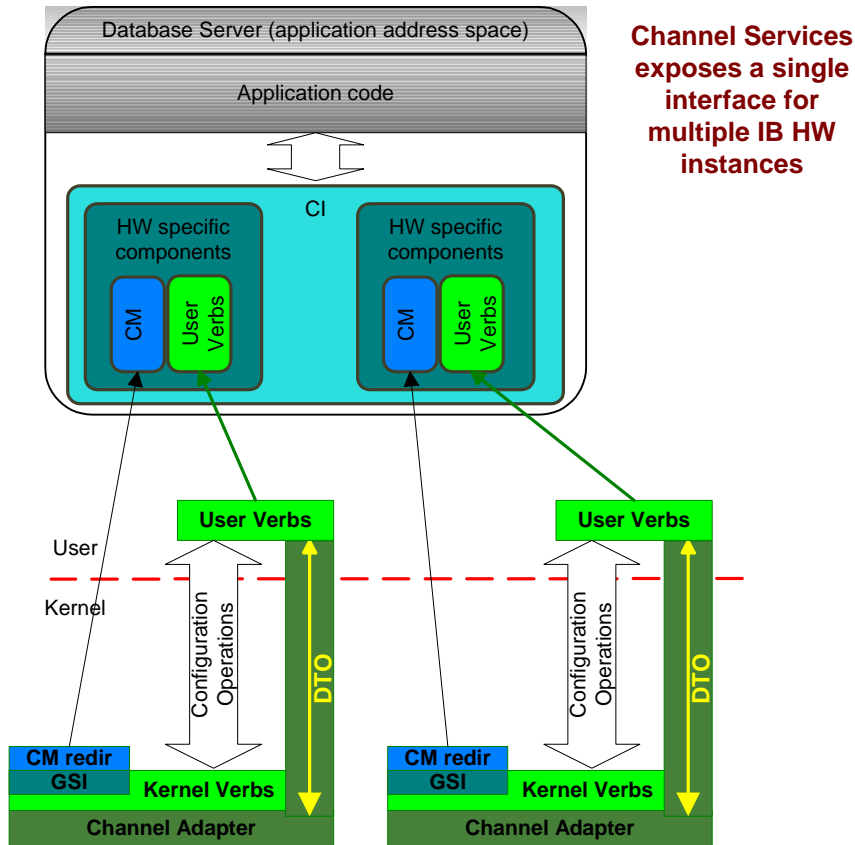 Database Server (application address space)
Application code
Channel Services
exposes a single
interface for
multiple IB HW
instances
CI
HW specific
components
CM
User
Verbs
HW specific
components
CM
User
Verbs
User Verbs
User Verbs
User
Kernel
Configuration
Operations
DTO
Configuration
Operations
DTO
CM redir
GSI
Kernel Verbs
Channel Adapter
CM redir
GSI
Kernel Verbs
Channel Adapter